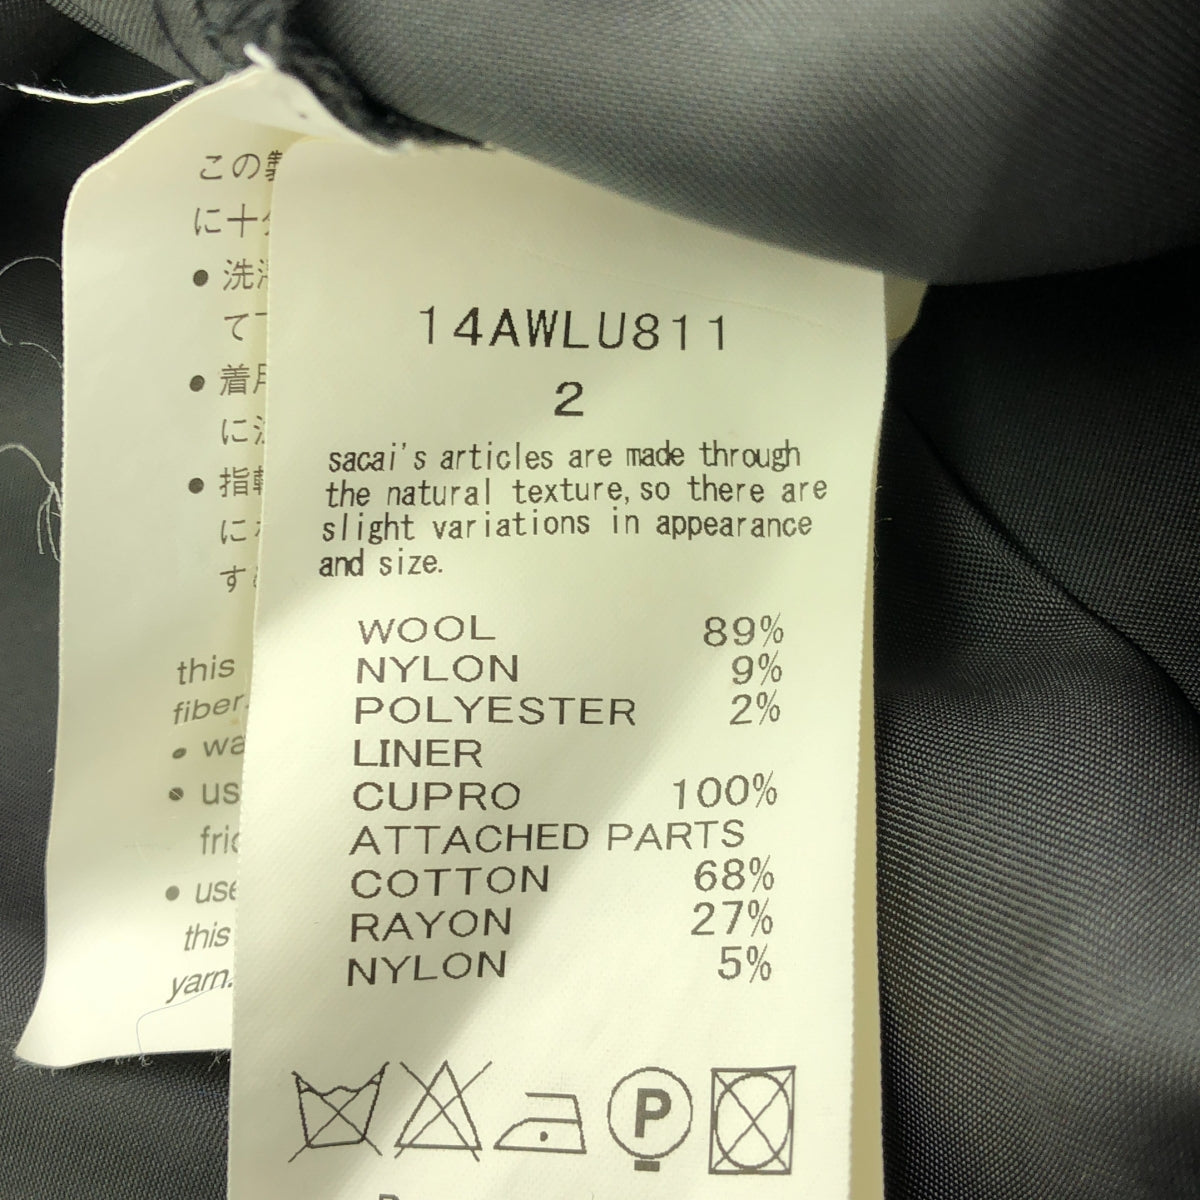 この
に十
● 洗
て
● 着用
に
● 指
に
す
this
fiber
● wa
● us
fric
● use
this
yarn.
14AWLU811
2
sacai's articles are made through
the natural texture, so there are
slight variations in appearance
and size.
WOOL 89%
NYLON 9%
POLYESTER 2%
LINER
CUPRO 100%
ATTACHED PARTS
COTTON 68%
RAYON 27%
NYLON 5%
P